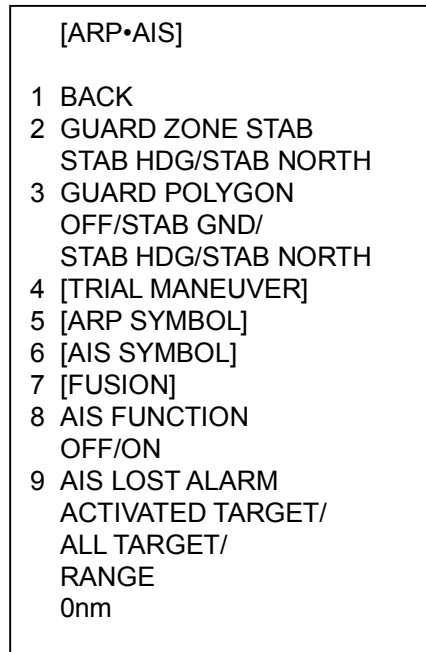 [ARP•AIS]
1 BACK
2 GUARD ZONE STAB
STAB HDG/STAB NORTH
3 GUARD POLYGON
OFF/STAB GND/
STAB HDG/STAB NORTH
4 [TRIAL MANEUVER]
5 [ARP SYMBOL]
6 [AIS SYMBOL]
7 [FUSION]
8 AIS FUNCTION
OFF/ON
9 AIS LOST ALARM
ACTIVATED TARGET/
ALL TARGET/
RANGE
0nm